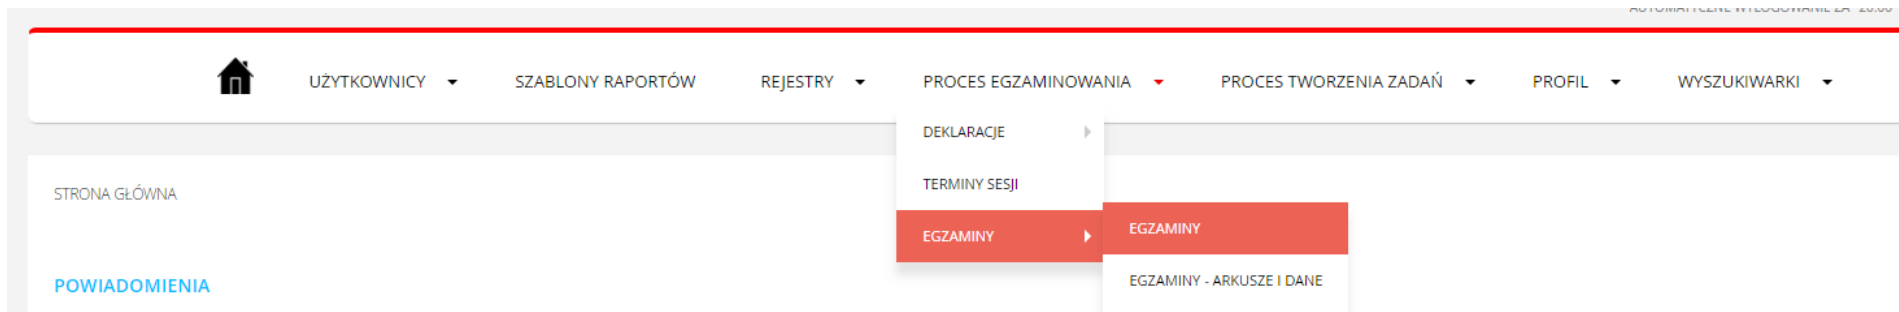 UŻYTKOWNICY SZABLONY RAPORTÓW REJESTRY PROCES EGZAMINOWANIA PROCES TWORZENIA ZADAŃ PROFIL WYSZUKIWARKI
DEKLARACJE
TERMINY SESJI
EGZAMINY
EGZAMINY
EGZAMINY - ARKUSZE I DANE
STRONA GŁÓWNA
POWIADOMIENIA